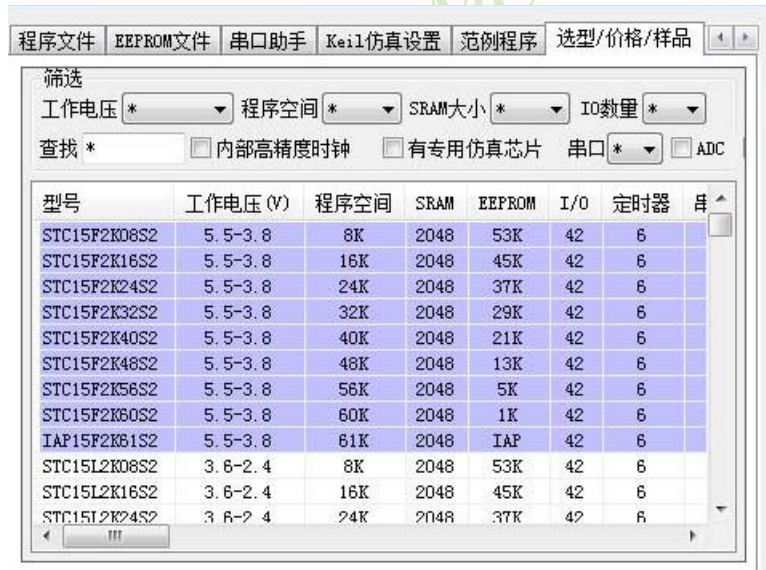 程序文件 EEPROM文件 串口助手 Keil仿真设置 范例程序 选型/价格/样品
筛选
工作电压 * 程序空间 * SRAM大小 * IO数量 *
查找 * 内部高精度时钟 有专用仿真芯片 串口 * ADC
型号 工作电压(V) 程序空间 SRAM EEPROM I/O 定时器 串
STC15F2K08S2 5.5-3.8 8K 2048 53K 42 6
STC15F2K16S2 5.5-3.8 16K 2048 45K 42 6
STC15F2K24S2 5.5-3.8 24K 2048 37K 42 6
STC15F2K32S2 5.5-3.8 32K 2048 29K 42 6
STC15F2K40S2 5.5-3.8 40K 2048 21K 42 6
STC15F2K48S2 5.5-3.8 48K 2048 13K 42 6
STC15F2K56S2 5.5-3.8 56K 2048 5K 42 6
STC15F2K60S2 5.5-3.8 60K 2048 1K 42 6
IAP15F2K61S2 5.5-3.8 61K 2048 IAP 42 6
STC15L2K08S2 3.6-2.4 8K 2048 53K 42 6
STC15L2K16S2 3.6-2.4 16K 2048 45K 42 6
STC15L2K24S2 3.6-2.4 24K 2048 37K 42 6